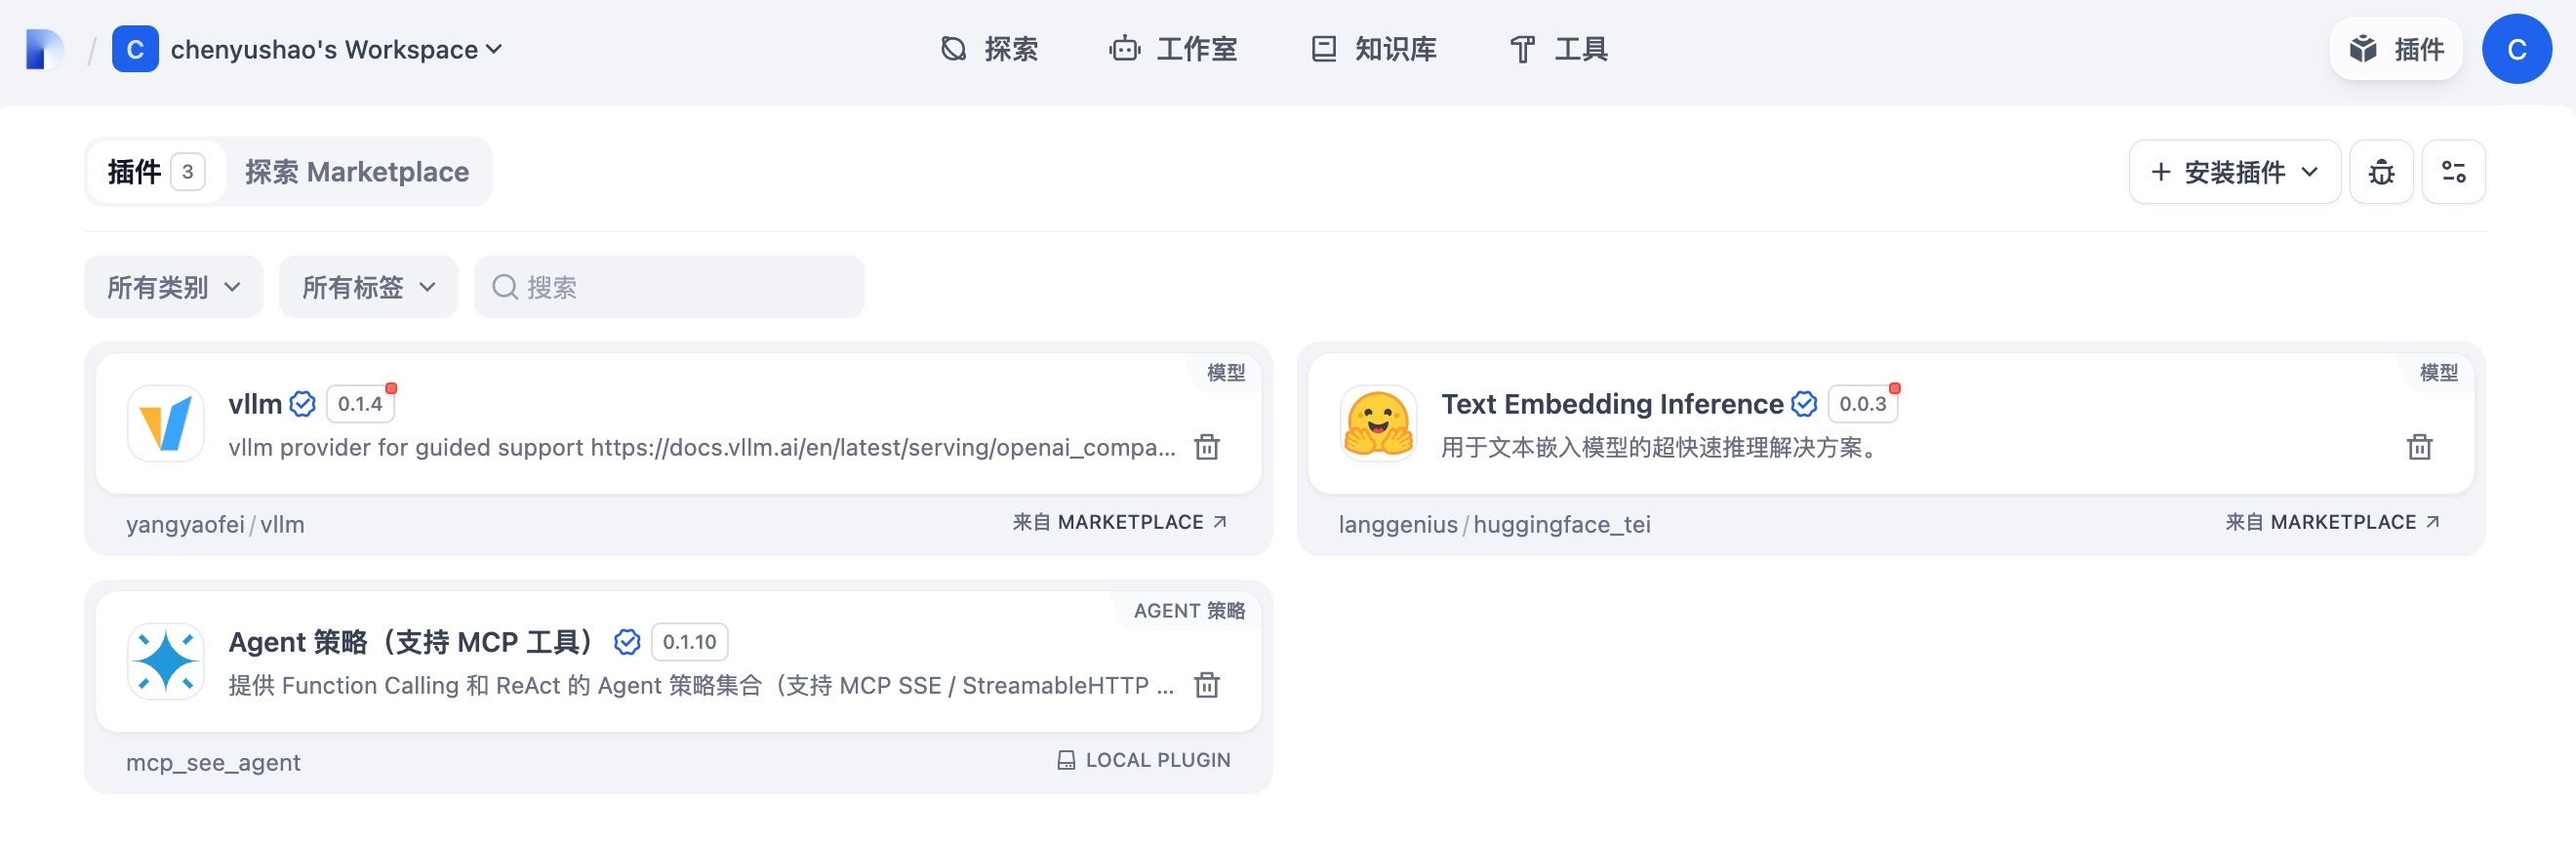 C chenyushao's Workspace 探索 工作室 知识库 工具 插件 C
插件 3 探索 Marketplace + 安装插件
所有类别 所有标签 搜索
模型
vllm 0.1.4
vllm provider for guided support https://docs.vllm.ai/en/latest/serving/openai_compa...
yangyaofei / vllm 来自 MARKETPLACE
模型
Text Embedding Inference 0.0.3
用于文本嵌入模型的超快速推理解决方案。
langgenius / huggingface_tei 来自 MARKETPLACE
AGENT 策略
Agent 策略（支持 MCP 工具） 0.1.10
提供 Function Calling 和 ReAct 的 Agent 策略集合（支持 MCP SSE / StreamableHTTP ...
mcp_see_agent LOCAL PLUGIN